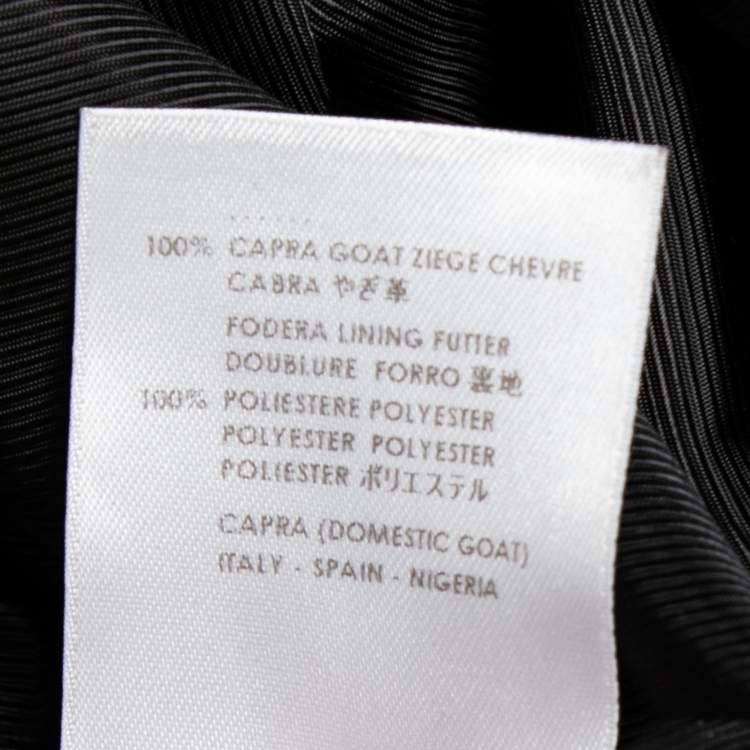 100% CAPRA GOAT ZIEGE CHEVRE
CABRA やぎ革
FODERA LINING FUTTER
DOUBLURE FORRO 裏地
100% POLIESTERE POLYESTER
POLYESTER POLYESTER
POLIESTER ポリエステル
CAPRA (DOMESTIC GOAT)
ITALY - SPAIN - NIGERIA